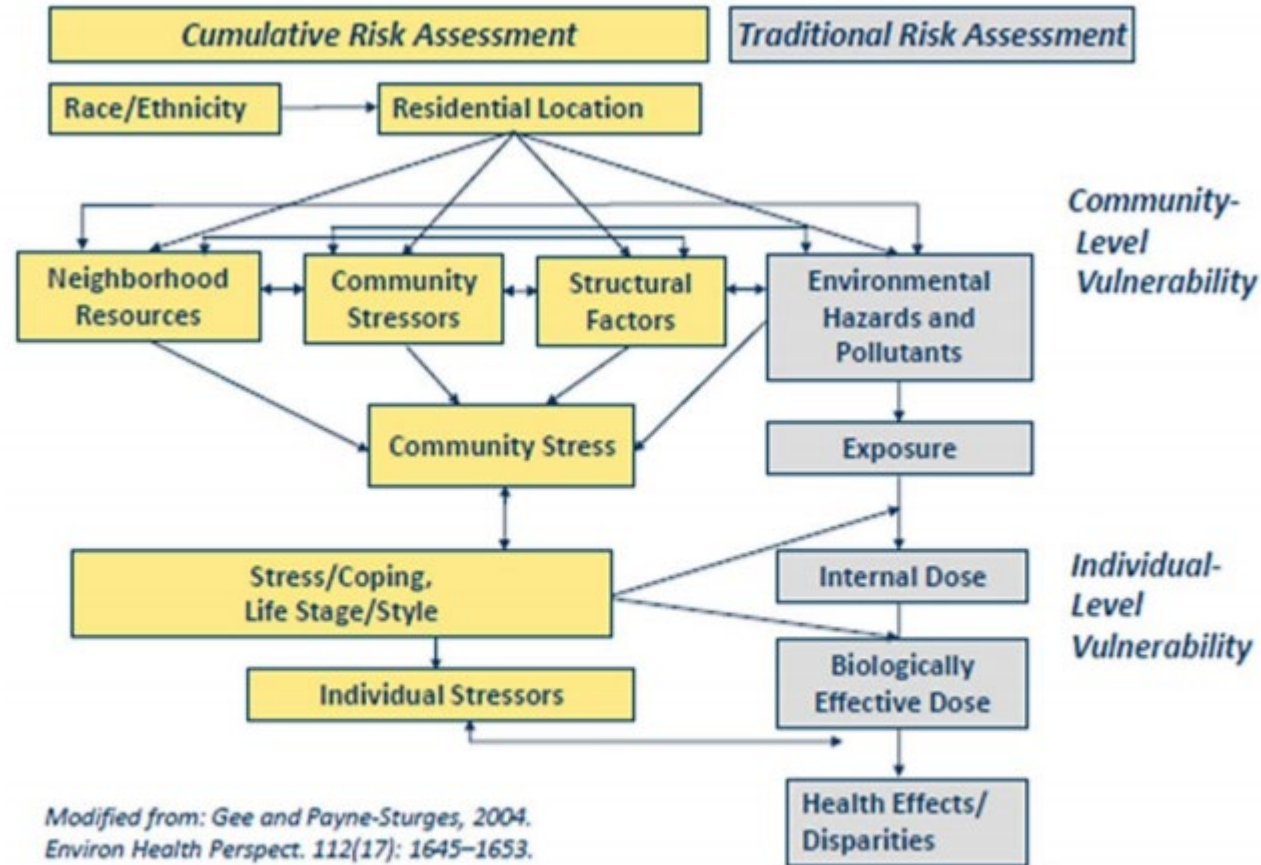 Cumulative Risk Assessment
Traditional Risk Assessment
Race/Ethnicity
Residential Location
Community-
Level
Vulnerability
Neighborhood
Resources
Community
Stressors
Structural
Factors
Environmental
Hazards and
Pollutants
Community Stress
Exposure
Stress/Coping,
Life Stage/Style
Internal Dose
Individual-
Level
Vulnerability
Individual Stressors
Biologically
Effective Dose
Health Effects/
Disparities
Modified from: Gee and Payne-Sturges, 2004.
Environ Health Perspect. 112(17): 1645–1653.